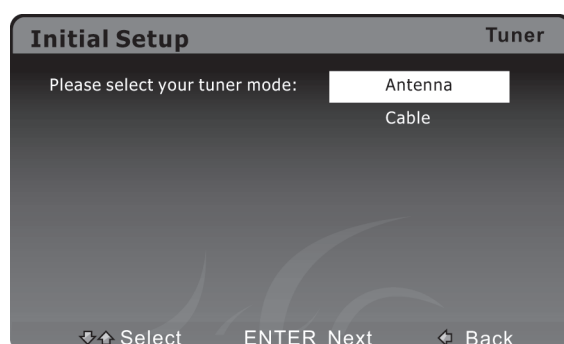 Initial Setup Tuner
Please select your tuner mode: Antenna
Cable
Select ENTER Next Back